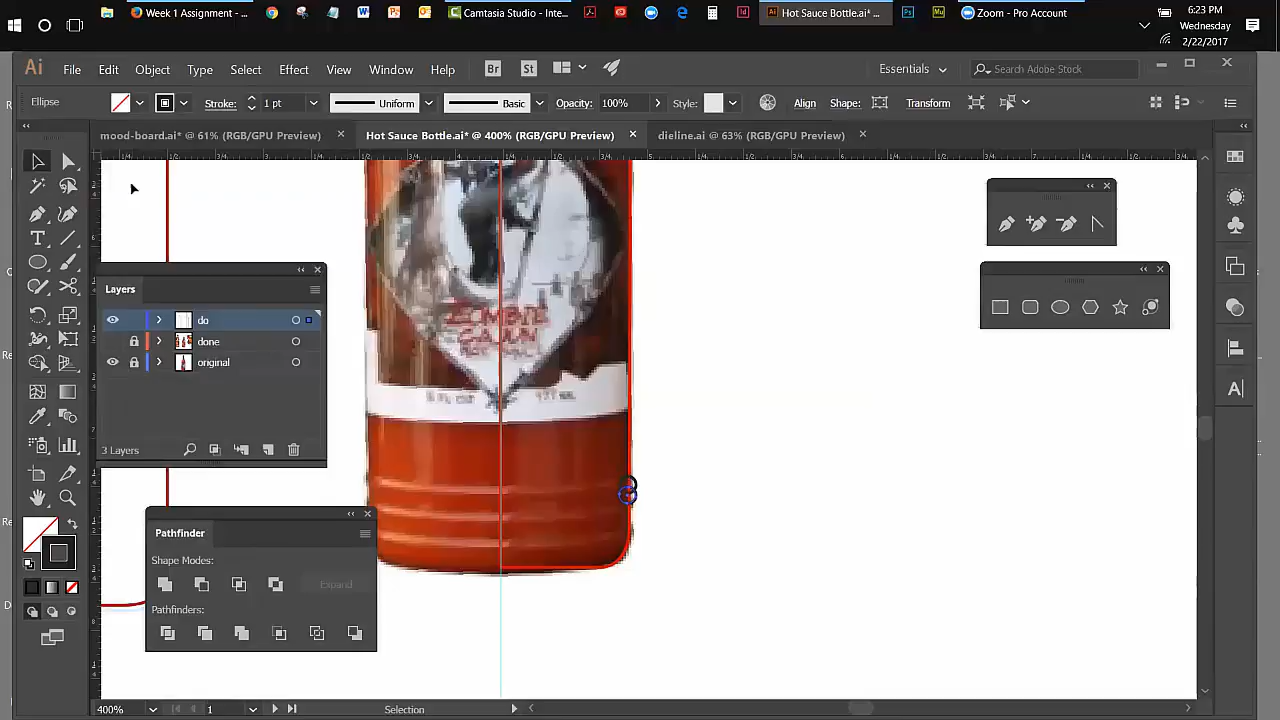 Week 1 Assignment - ...
Camtasia Studio - Inte...
Hot Sauce Bottle.ai* ...
Zoom - Pro Account
6:23 PM
Wednesday
2/22/2017
Ai File Edit Object Type Select Effect View Window Help Br St Essentials Search Adobe Stock
Ellipse Stroke: 1 pt Uniform Basic Opacity: 100% Style: Align Shape: Transform
mood-board.ai* @ 61% (RGB/GPU Preview) Hot Sauce Bottle.ai* @ 400% (RGB/GPU Preview) dieline.ai @ 63% (RGB/GPU Preview)
Layers
do
done
original
3 Layers
ZOMBIE
CAJUN
Pathfinder
Shape Modes:
Expand
Pathfinders:
400% 1 Selection